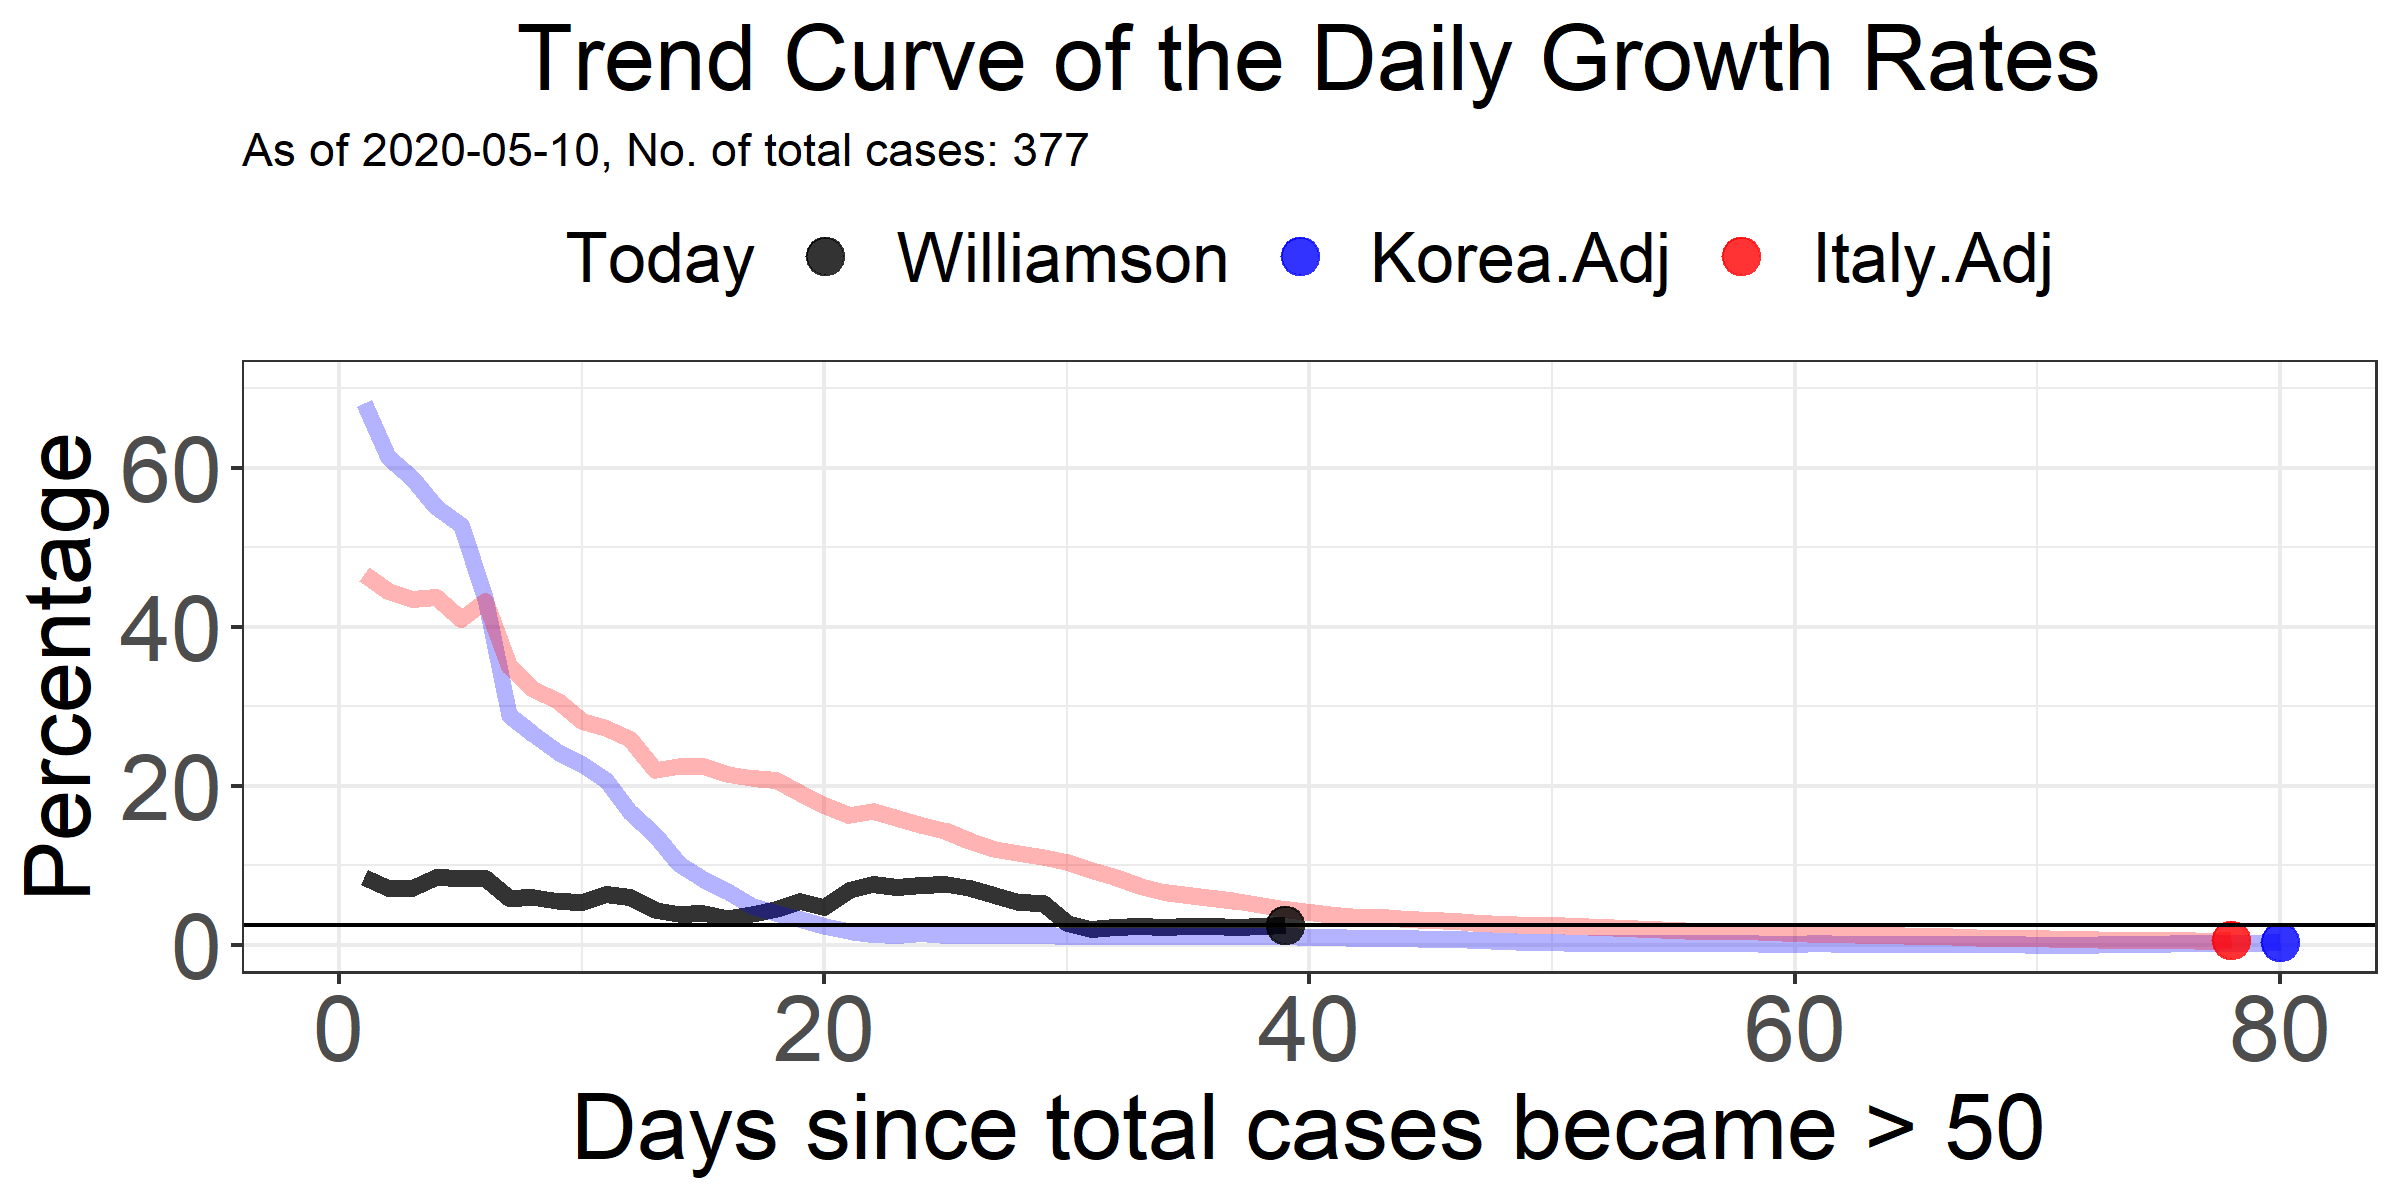 Trend Curve of the Daily Growth Rates
As of 2020-05-10, No. of total cases: 377
Today Williamson Korea.Adj Italy.Adj
Percentage
60
40
20
0
0 20 40 60 80
Days since total cases became > 50